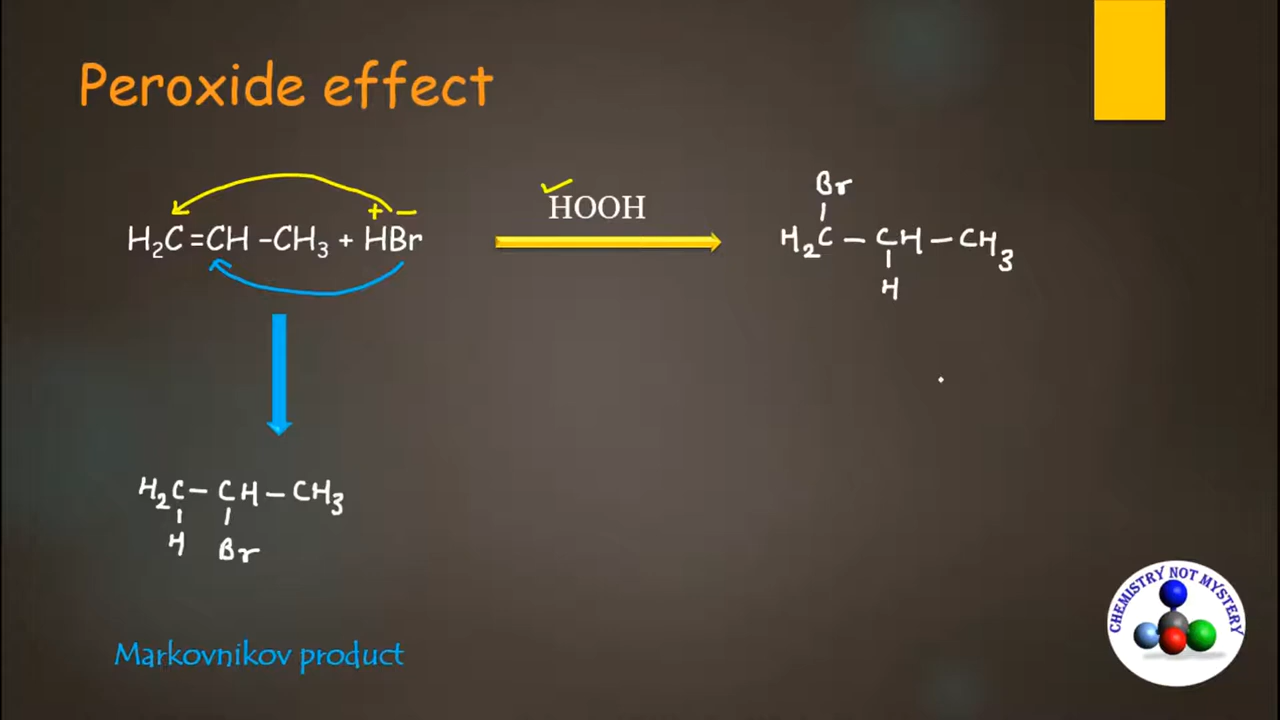 Peroxide effect
H₂C=CH -CH₃ + HBr
+ −
✓
HOOH
Br
H₂C — CH — CH₃
H
H₂C — CH — CH₃
H Br
Markovnikov product
CHEMISTRY NOT MYSTERY